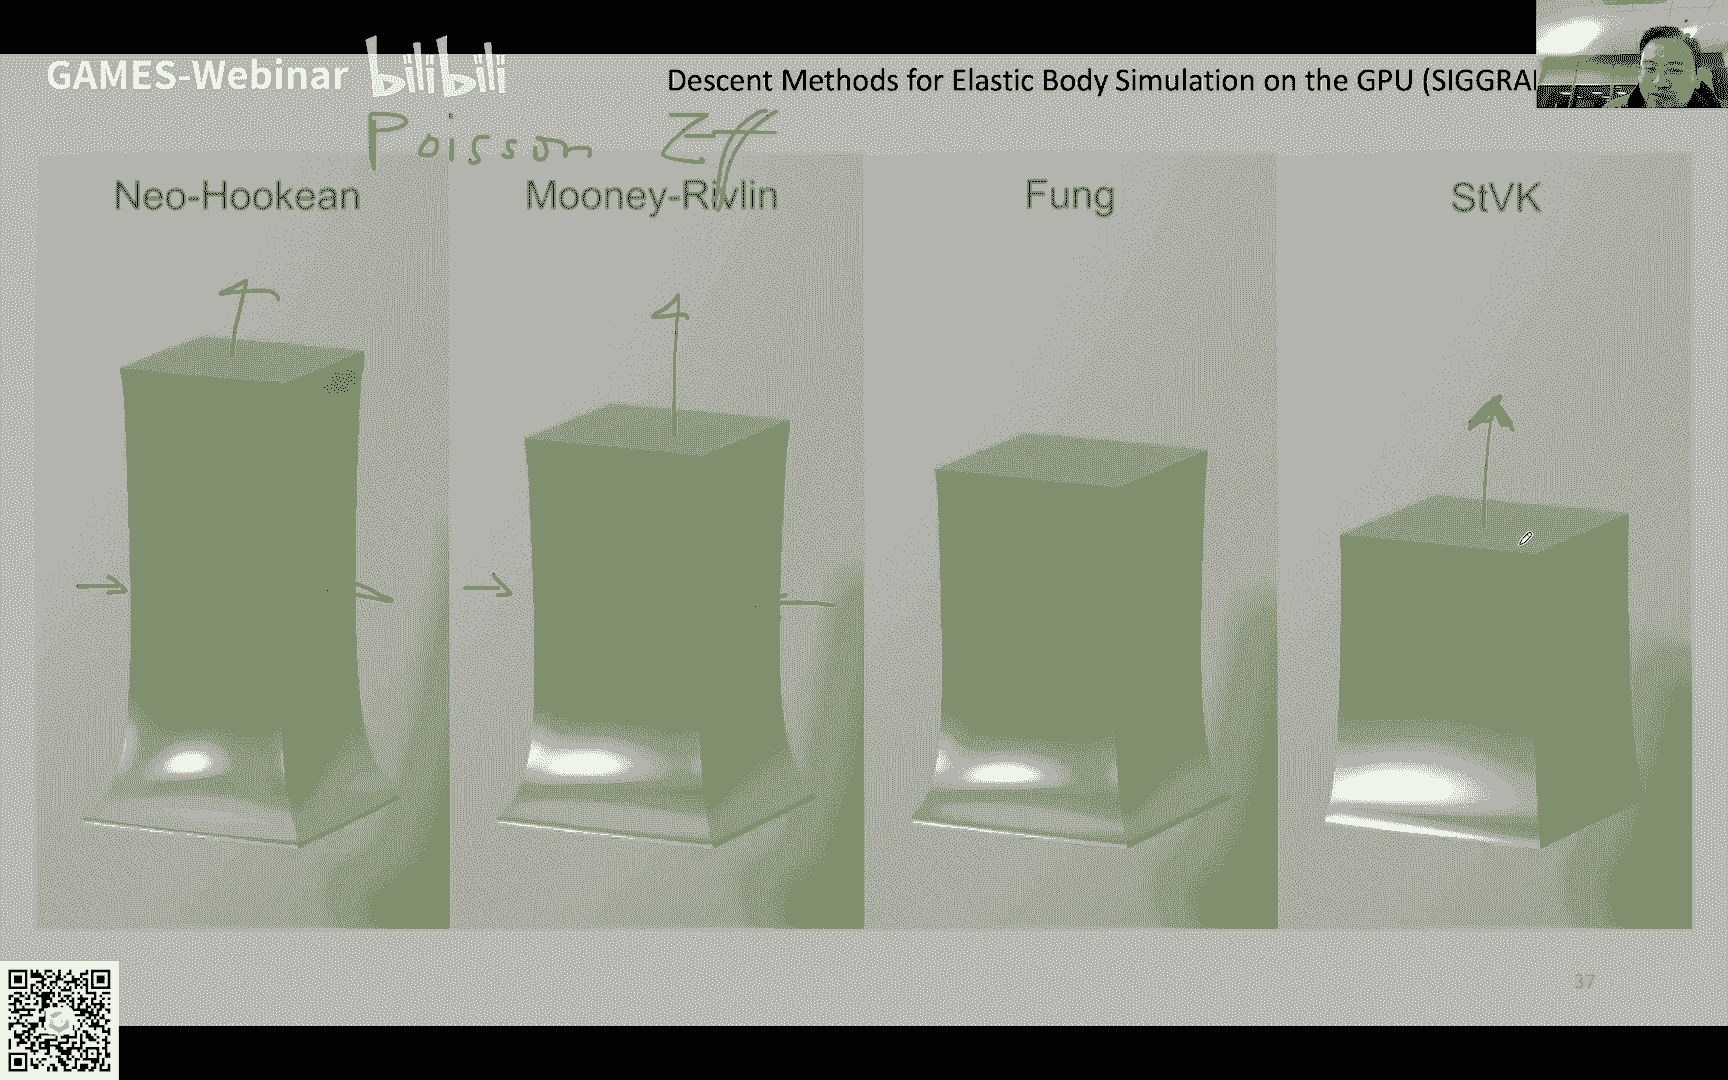 GAMES-Webinar bilibili
Descent Methods for Elastic Body Simulation on the GPU (SIGGRA
Poisson Eff
Neo-Hookean
Mooney-Rivlin
Fung
StVK
37